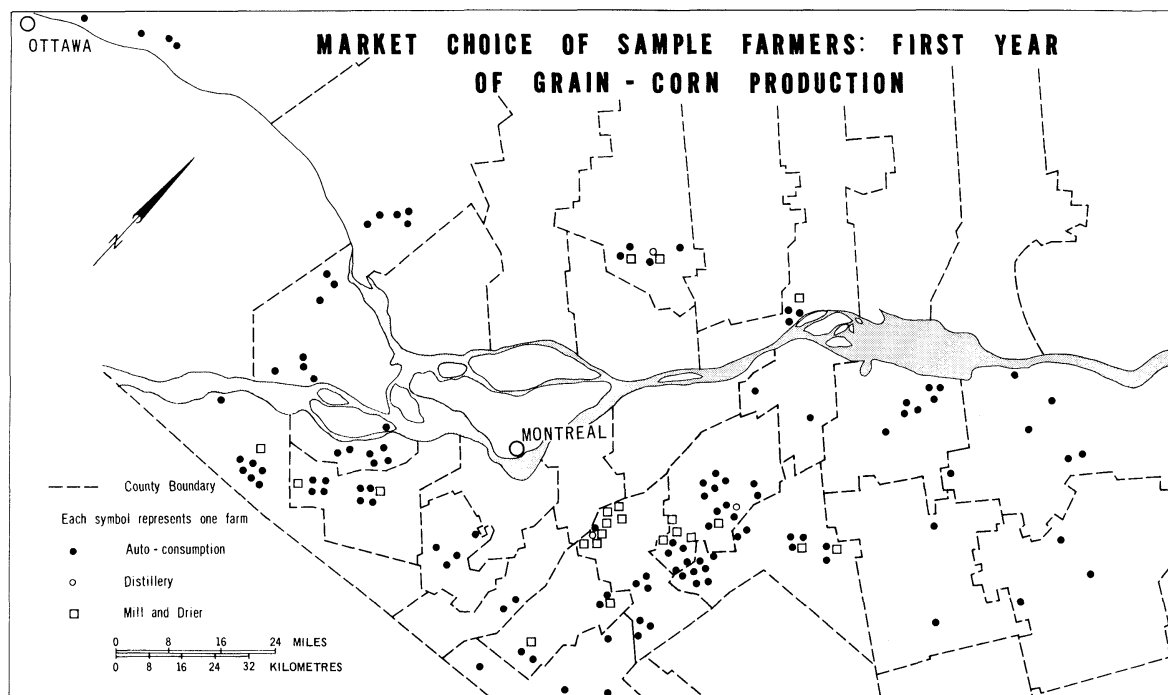 MARKET CHOICE OF SAMPLE FARMERS: FIRST YEAR
OF GRAIN - CORN PRODUCTION
OTTAWA
N
MONTREAL
County Boundary
Each symbol represents one farm
Auto - consumption
Distillery
Mill and Drier
0 8 16 24 MILES
0 8 16 24 32 KILOMETRES